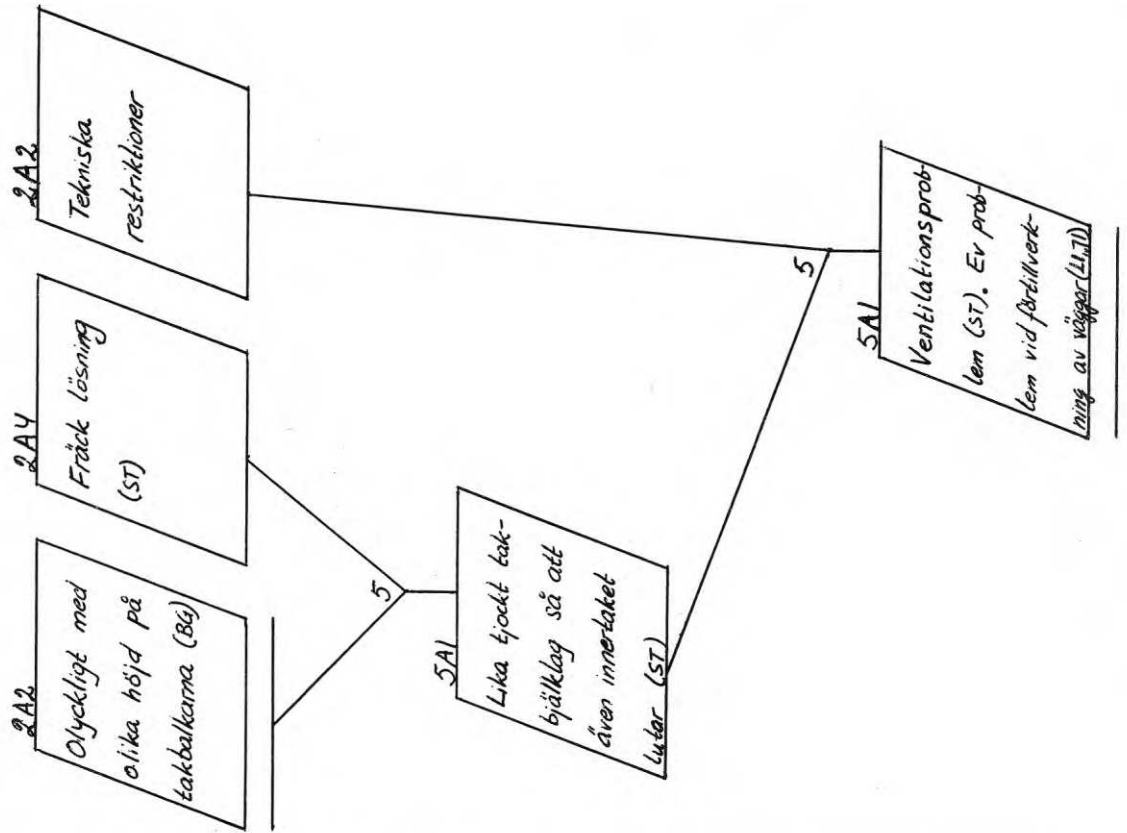 2A2
Olyckligt med
olika höjd på
takbalkarna (BG)
2A4
Fräck lösning
(ST)
2A2
Tekniska
restriktioner
5
5A1
Lika tjockt tak-
bjälklag så att
även innertaket
lutar (ST)
5
5A1
Ventilationsprob-
lem (ST). Ev prob-
lem vid förtillverk-
ning av väggar